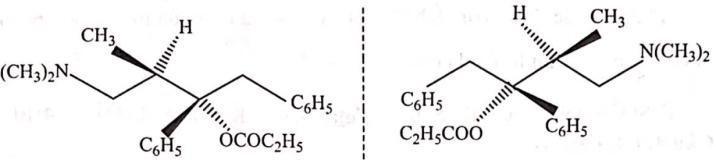 CH₃
H
(CH₃)₂N
C₆H₅
C₆H₅
OCOC₂H₅
H
CH₃
N(CH₃)₂
C₆H₅
C₂H₅COO
C₆H₅